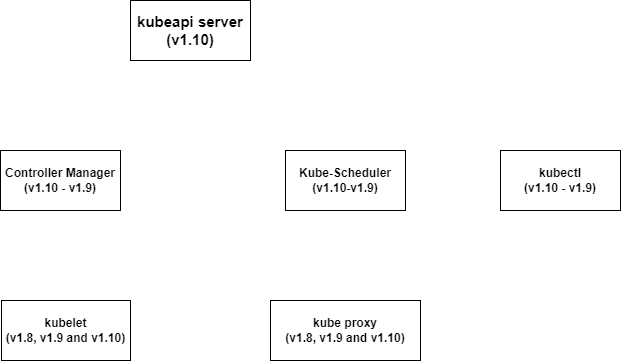 kubeapi server
(v1.10)
Controller Manager
(v1.10 - v1.9)
Kube-Scheduler
(v1.10-v1.9)
kubectl
(v1.10 - v1.9)
kubelet
(v1.8, v1.9 and v1.10)
kube proxy
(v1.8, v1.9 and v1.10)